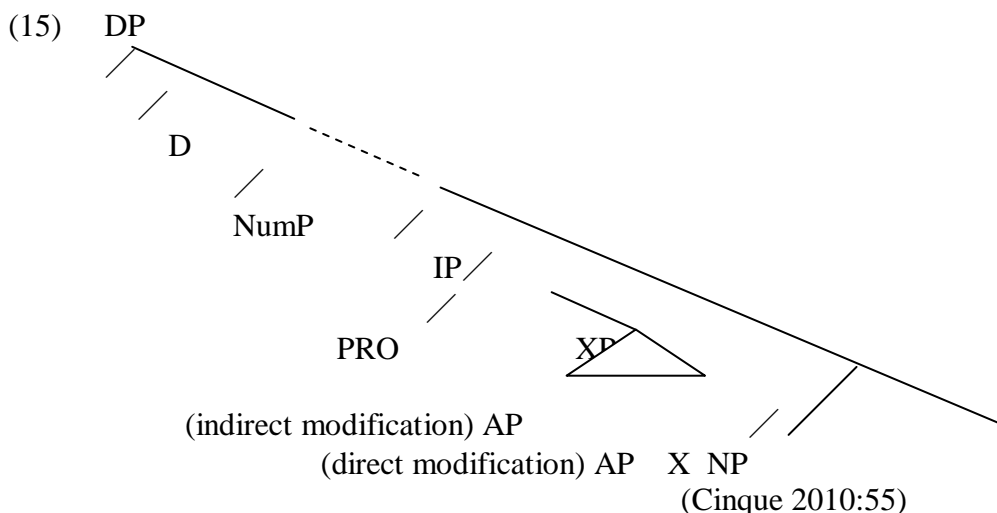 (15) DP
D
NumP
IP
PRO XP
(indirect modification) AP
(direct modification) AP X NP
(Cinque 2010:55)